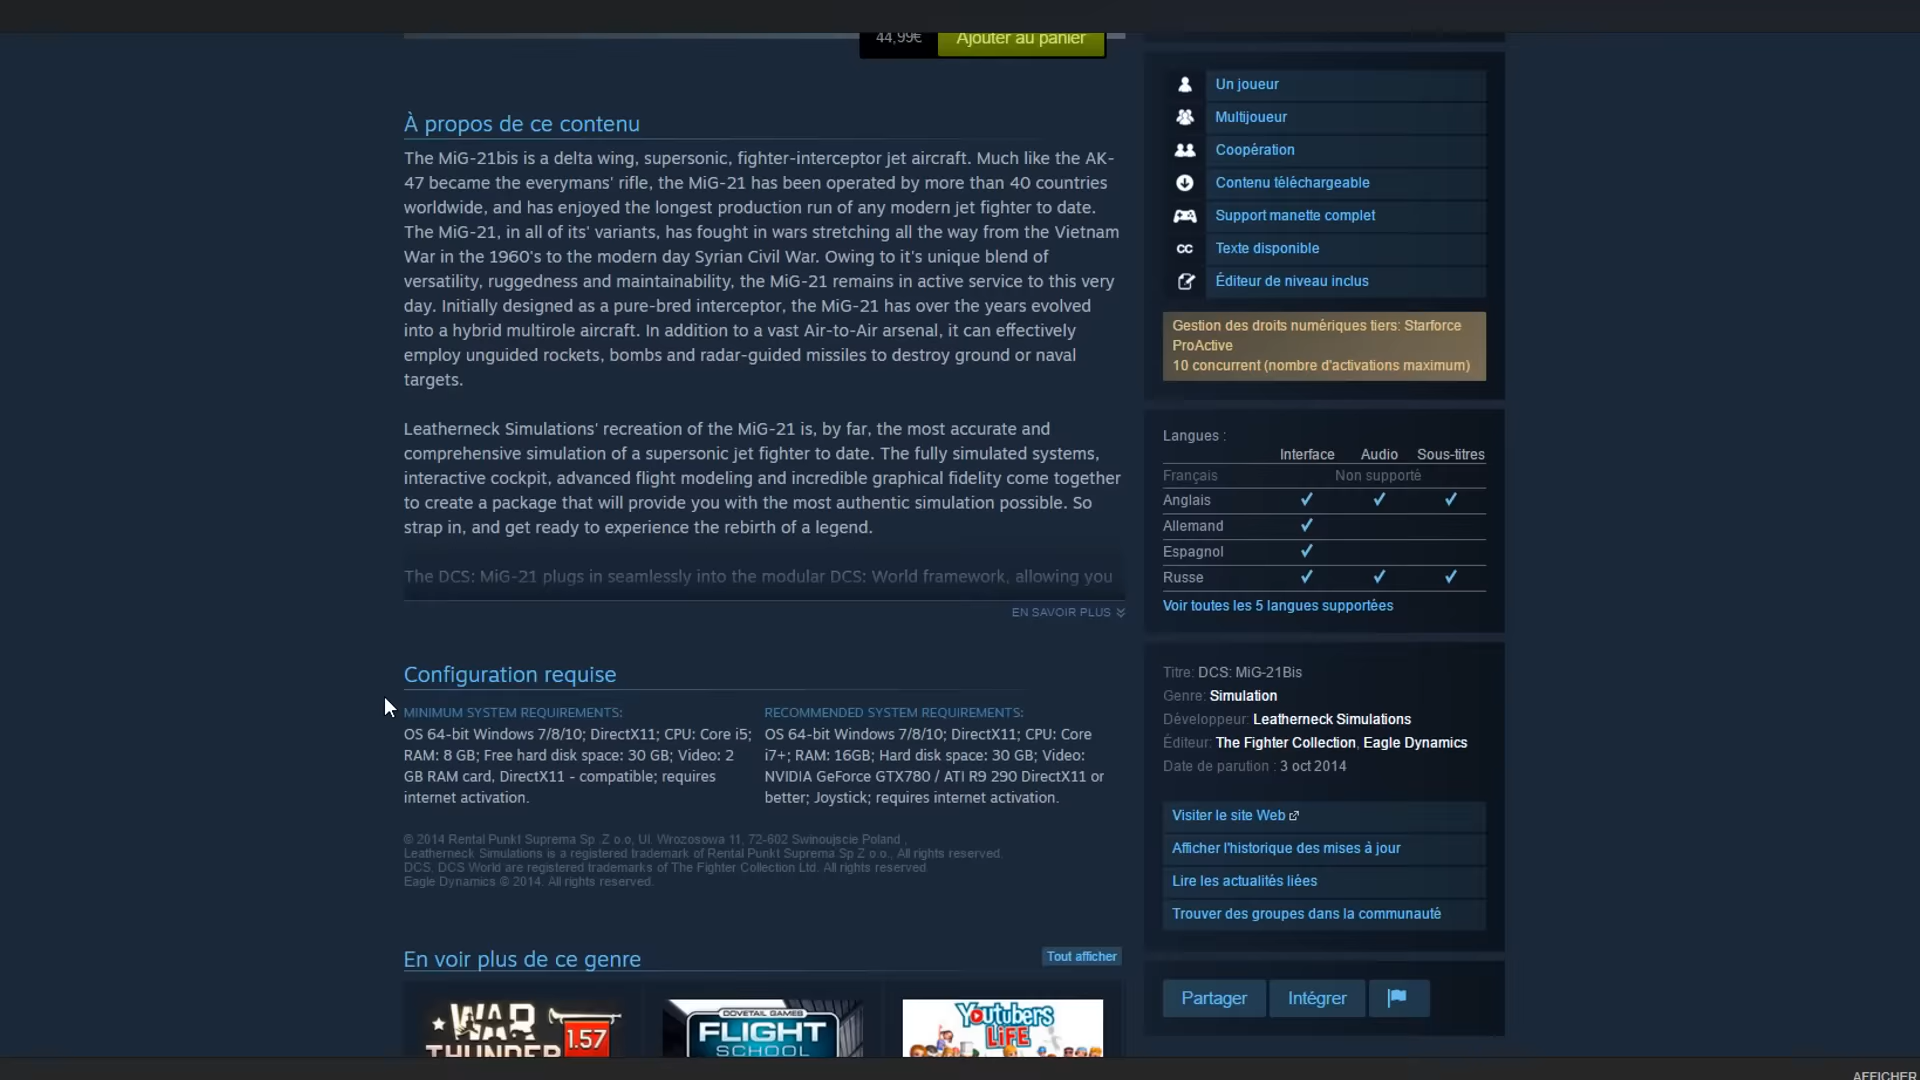 44,99€
Ajouter au panier
À propos de ce contenu
The MiG-21bis is a delta wing, supersonic, fighter-interceptor jet aircraft. Much like the AK-
47 became the everymans' rifle, the MiG-21 has been operated by more than 40 countries
worldwide, and has enjoyed the longest production run of any modern jet fighter to date.
The MiG-21, in all of its' variants, has fought in wars stretching all the way from the Vietnam
War in the 1960's to the modern day Syrian Civil War. Owing to it's unique blend of
versatility, ruggedness and maintainability, the MiG-21 remains in active service to this very
day. Initially designed as a pure-bred interceptor, the MiG-21 has over the years evolved
into a hybrid multirole aircraft. In addition to a vast Air-to-Air arsenal, it can effectively
employ unguided rockets, bombs and radar-guided missiles to destroy ground or naval
targets.
Leatherneck Simulations' recreation of the MiG-21 is, by far, the most accurate and
comprehensive simulation of a supersonic jet fighter to date. The fully simulated systems,
interactive cockpit, advanced flight modeling and incredible graphical fidelity come together
to create a package that will provide you with the most authentic simulation possible. So
strap in, and get ready to experience the rebirth of a legend.
The DCS: MiG-21 plugs in seamlessly into the modular DCS: World framework, allowing you
EN SAVOIR PLUS
Configuration requise
MINIMUM SYSTEM REQUIREMENTS:
OS 64-bit Windows 7/8/10; DirectX11; CPU: Core i5;
RAM: 8 GB; Free hard disk space: 30 GB; Video: 2
GB RAM card, DirectX11 - compatible; requires
internet activation.
RECOMMENDED SYSTEM REQUIREMENTS:
OS 64-bit Windows 7/8/10; DirectX11; CPU: Core
i7+; RAM: 16GB; Hard disk space: 30 GB; Video:
NVIDIA GeForce GTX780 / ATI R9 290 DirectX11 or
better; Joystick; requires internet activation.
© 2014 Rental Punkt Suprema Sp .Z o.o, Ul. Wrozosowa 11, 72-602 Swinoujscie Poland ,
Leatherneck Simulations is a registered trademark of Rental Punkt Suprema Sp Z o.o., All rights reserved.
DCS, DCS World are registered trademarks of The Fighter Collection Ltd. All rights reserved
Eagle Dynamics © 2014. All rights reserved.
En voir plus de ce genre
Tout afficher
WAR
THUNDER
1.57
DOVETAIL GAMES
FLIGHT
SCHOOL
Youtubers
LiFE
Un joueur
Multijoueur
Coopération
Contenu téléchargeable
Support manette complet
CC
Texte disponible
Éditeur de niveau inclus
Gestion des droits numériques tiers: Starforce
ProActive
10 concurrent (nombre d'activations maximum)
Langues :
Interface Audio Sous-titres
Français Non supporté
Anglais ✓ ✓ ✓
Allemand ✓
Espagnol ✓
Russe ✓ ✓ ✓
Voir toutes les 5 langues supportées
Titre: DCS: MiG-21Bis
Genre: Simulation
Développeur: Leatherneck Simulations
Éditeur: The Fighter Collection, Eagle Dynamics
Date de parution : 3 oct 2014
Visiter le site Web
Afficher l'historique des mises à jour
Lire les actualités liées
Trouver des groupes dans la communauté
Partager
Intégrer
AFFICHER